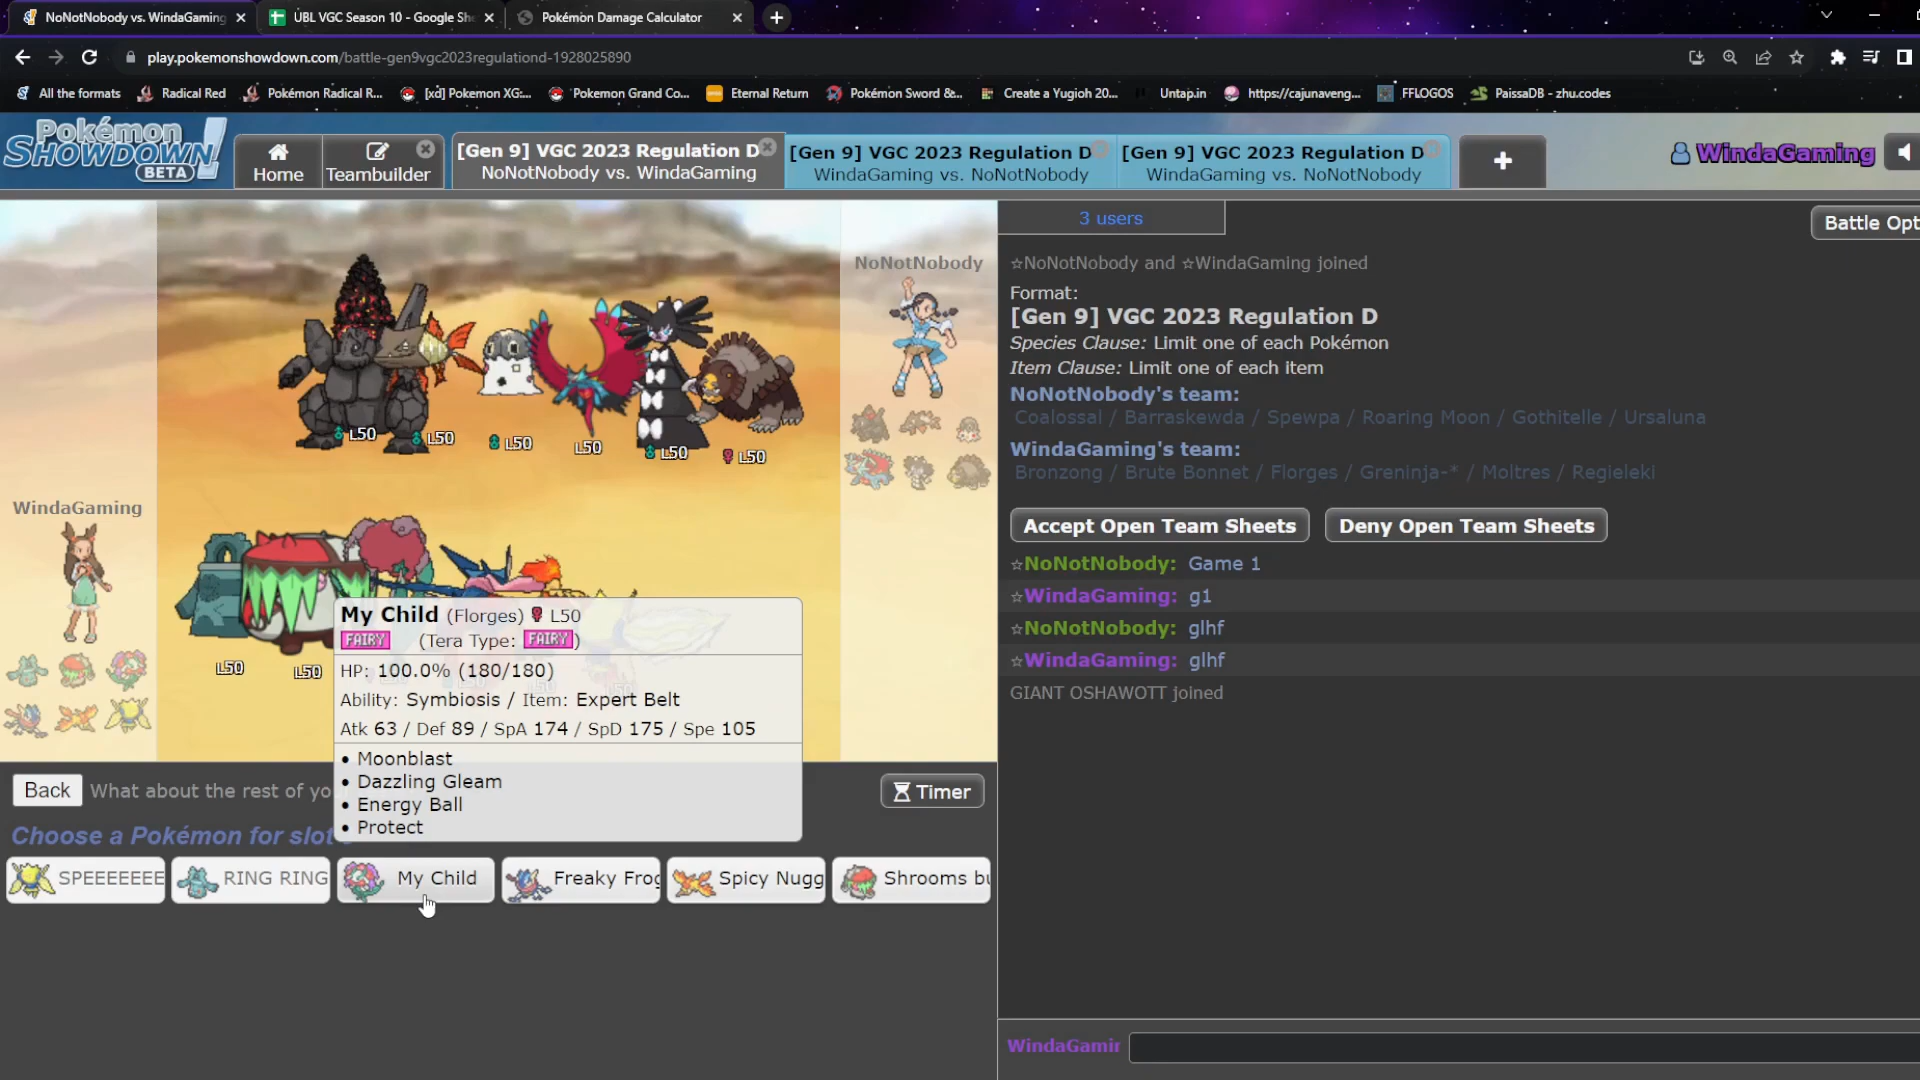 NoNotNobody vs. WindaGaming
UBL VGC Season 10 - Google She
Pokémon Damage Calculator
play.pokemonshowdown.com/battle-gen9vgc2023regulationd-1928025890
All the formats
Radical Red
Pokémon Radical R...
[xd] Pokemon XG:...
Pokemon Grand Co...
Eternal Return
Pokémon Sword &...
Create a Yugioh 20...
Untap.in
https://cajunaveng...
FFLOGOS
PaissaDB - zhu.codes
Pokémon
SHOWDOWN!
BETA
Home
Teambuilder
[Gen 9] VGC 2023 Regulation D
NoNotNobody vs. WindaGaming
[Gen 9] VGC 2023 Regulation D
WindaGaming vs. NoNotNobody
[Gen 9] VGC 2023 Regulation D
WindaGaming vs. NoNotNobody
WindaGaming
NoNotNobody
L50
L50
L50
L50
L50
L50
WindaGaming
L50
L50
My Child (Florges) L50
FAIRY (Tera Type: FAIRY)
HP: 100.0% (180/180)
Ability: Symbiosis / Item: Expert Belt
Atk 63 / Def 89 / SpA 174 / SpD 175 / Spe 105
• Moonblast
• Dazzling Gleam
• Energy Ball
• Protect
Back
What about the rest of yo
Timer
Choose a Pokémon for slot
SPEEEEEEE
RING RING
My Child
Freaky Frog
Spicy Nugg
Shrooms bu
3 users
Battle Opt
☆NoNotNobody and ☆WindaGaming joined
Format:
[Gen 9] VGC 2023 Regulation D
Species Clause: Limit one of each Pokémon
Item Clause: Limit one of each item
NoNotNobody's team:
Coalossal / Barraskewda / Spewpa / Roaring Moon / Gothitelle / Ursaluna
WindaGaming's team:
Bronzong / Brute Bonnet / Florges / Greninja-* / Moltres / Regieleki
Accept Open Team Sheets
Deny Open Team Sheets
☆NoNotNobody: Game 1
☆WindaGaming: g1
☆NoNotNobody: glhf
☆WindaGaming: glhf
GIANT OSHAWOTT joined
WindaGamin